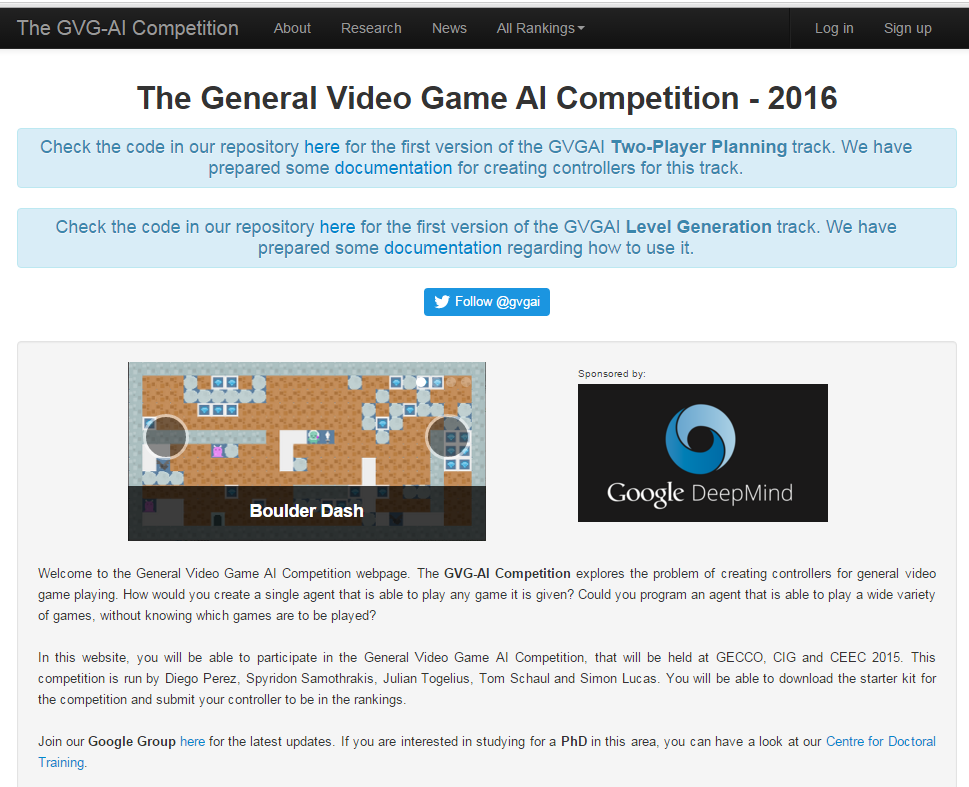 The GVG-AI Competition About Research News All Rankings Log in Sign up
The General Video Game AI Competition - 2016
Check the code in our repository here for the first version of the GVGAI Two-Player Planning track. We have
prepared some documentation for creating controllers for this track.
Check the code in our repository here for the first version of the GVGAI Level Generation track. We have
prepared some documentation regarding how to use it.
Follow @gvgai
Boulder Dash
Sponsored by:
Google DeepMind
Welcome to the General Video Game AI Competition webpage. The GVG-AI Competition explores the problem of creating controllers for general video
game playing. How would you create a single agent that is able to play any game it is given? Could you program an agent that is able to play a wide variety
of games, without knowing which games are to be played?
In this website, you will be able to participate in the General Video Game AI Competition, that will be held at GECCO, CIG and CEEC 2015. This
competition is run by Diego Perez, Spyridon Samothrakis, Julian Togelius, Tom Schaul and Simon Lucas. You will be able to download the starter kit for
the competition and submit your controller to be in the rankings.
Join our Google Group here for the latest updates. If you are interested in studying for a PhD in this area, you can have a look at our Centre for Doctoral
Training.